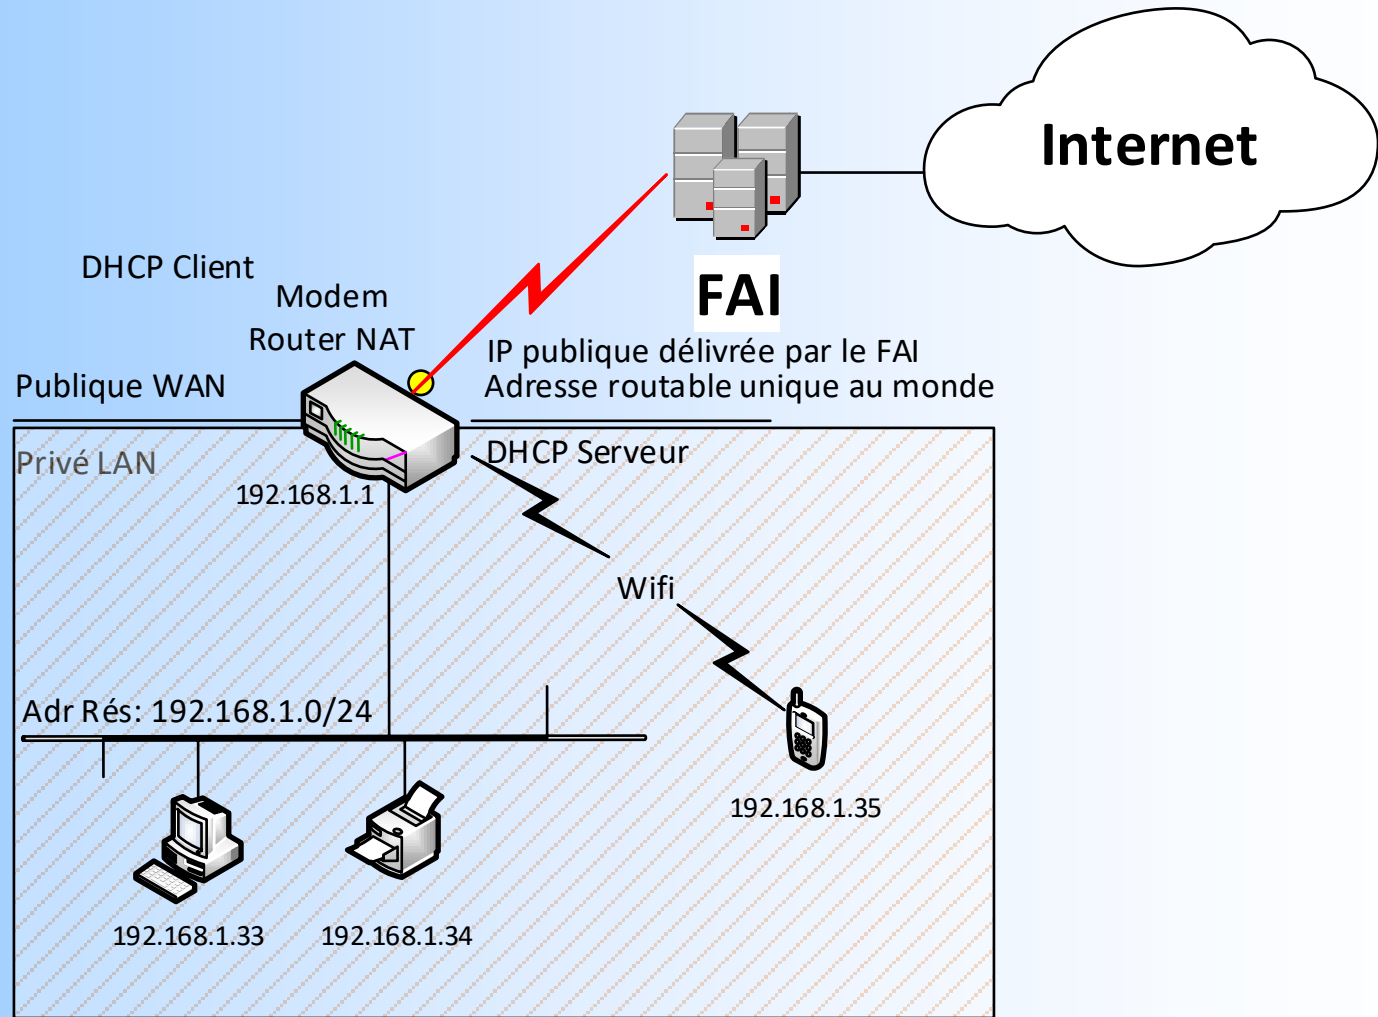 Internet
FAI
DHCP Client
Modem
Router NAT
IP publique délivrée par le FAI
Publique WAN
Adresse routable unique au monde
Privé LAN
DHCP Serveur
192.168.1.1
Wifi
Adr Rés: 192.168.1.0/24
192.168.1.35
192.168.1.33
192.168.1.34